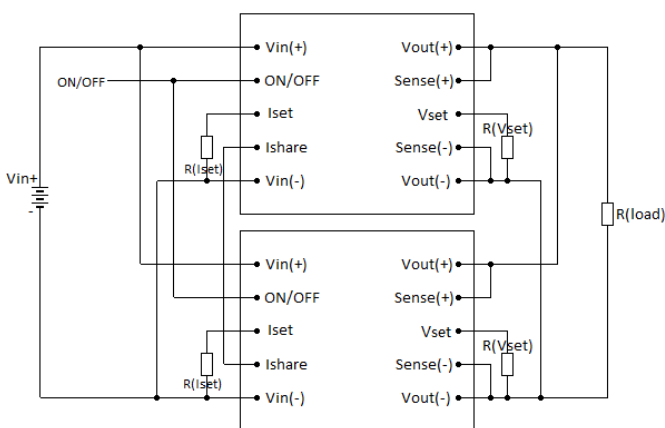 Vin(+) Vout(+)
ON/OFF ON/OFF Sense(+)
Iset Vset
R(Vset)
Ishare Sense(-)
R(Iset)
Vin(-) Vout(-)
Vin+
-
R(load)
Vin(+) Vout(+)
ON/OFF Sense(+)
Iset Vset
R(Vset)
Ishare Sense(-)
R(Iset)
Vin(-) Vout(-)